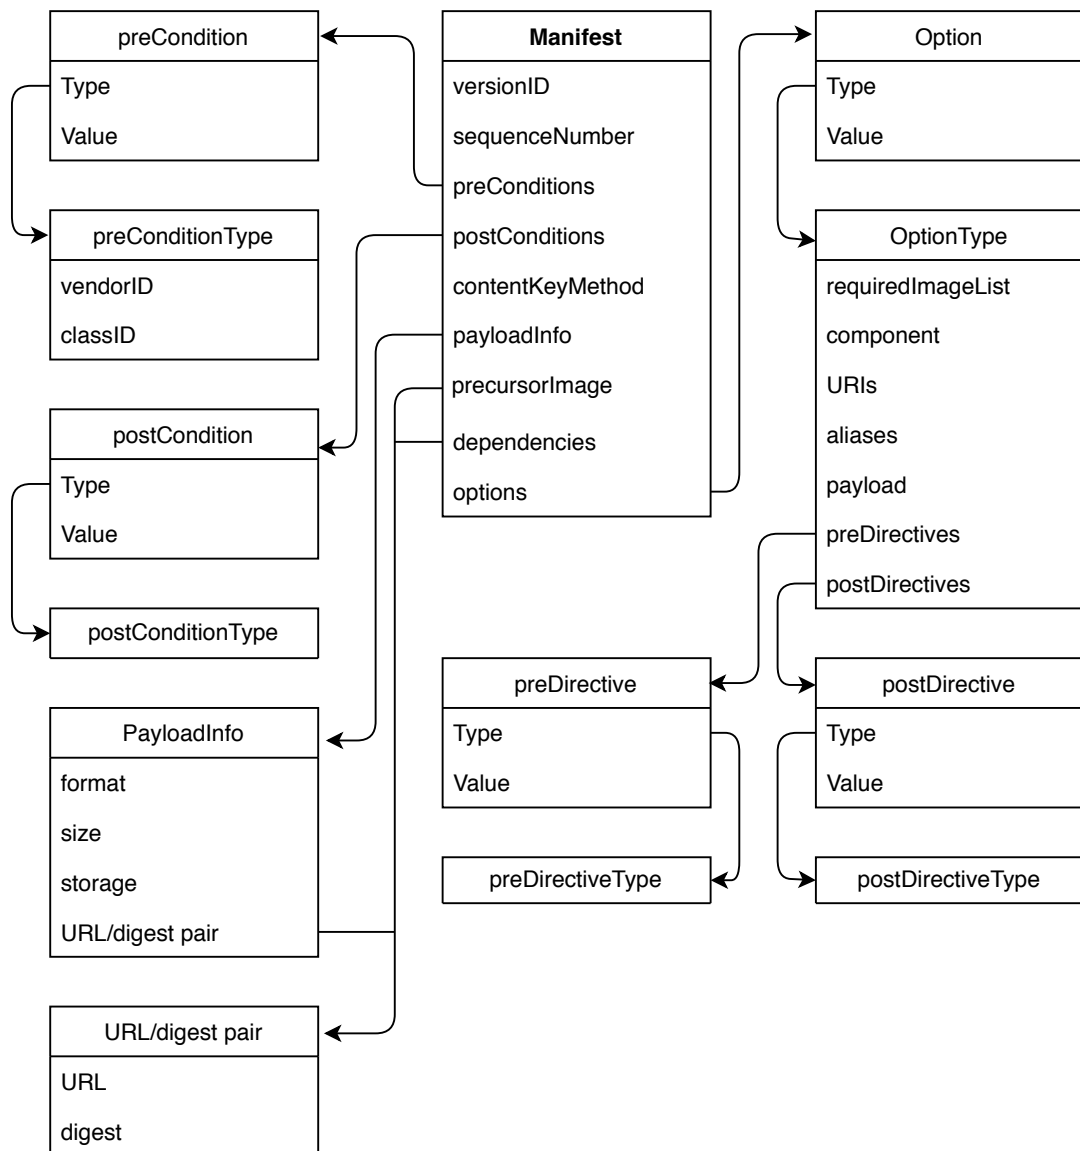 preCondition
Type
Value
preConditionType
vendorID
classID
postCondition
Type
Value
postConditionType
PayloadInfo
format
size
storage
URL/digest pair
URL/digest pair
URL
digest
Manifest
versionID
sequenceNumber
preConditions
postConditions
contentKeyMethod
payloadInfo
precursorImage
dependencies
options
preDirective
Type
Value
preDirectiveType
Option
Type
Value
OptionType
requiredImageList
component
URIs
aliases
payload
preDirectives
postDirectives
postDirective
Type
Value
postDirectiveType